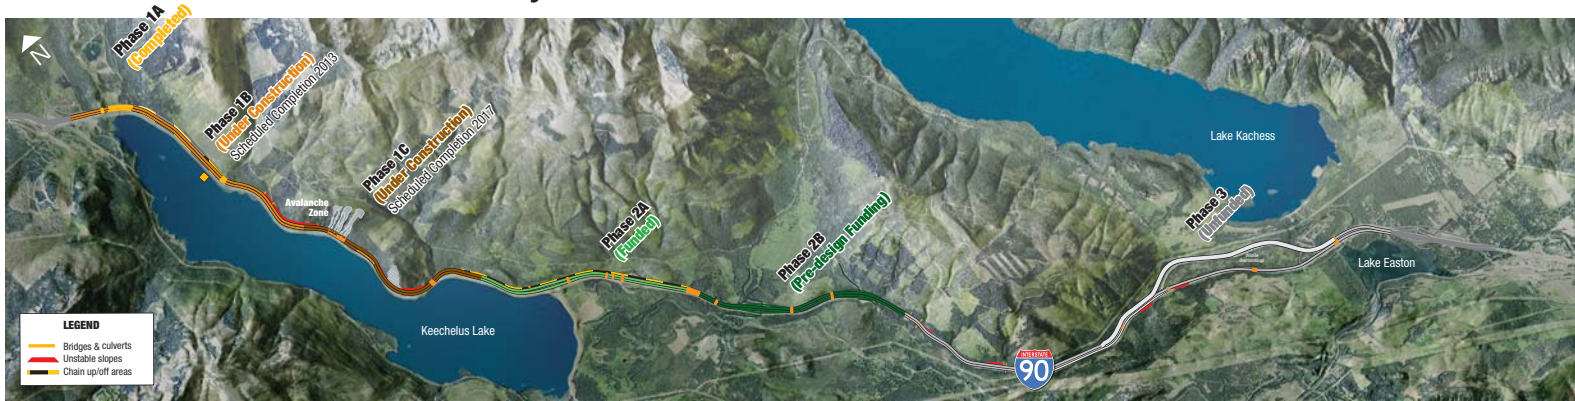 N
Phase 1A
(Completed)
Phase 1B
(Under Construction)
Scheduled Completion 2013
Avalanche
Zone
Phase 1C
(Under Construction)
Scheduled Completion 2017
Phase 2A
(Funded)
Phase 2B
(Pre-design Funding)
Phase 3
(Unfunded)
Lake Kachess
Lake Easton
Keechelus Lake
INTERSTATE
90
LEGEND
Bridges & culverts
Unstable slopes
Chain up/off areas